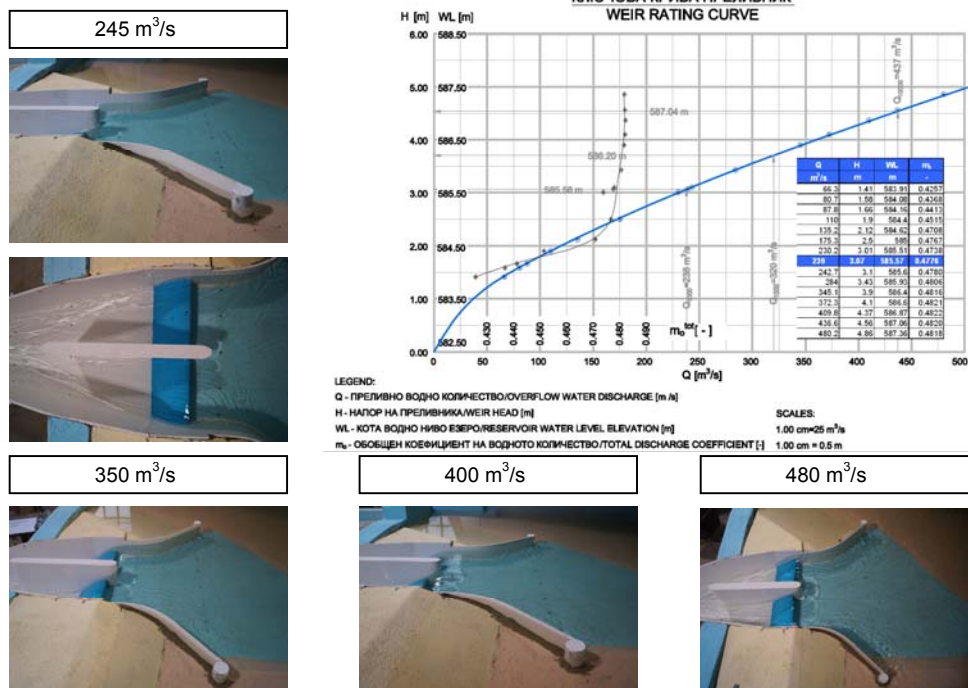 245 m³/s
WEIR RATING CURVE
H [m] WL [m]
6.00 588.50
5.00 587.50
4.00 586.50
3.00 585.50
2.00 584.50
1.00 583.50
0.00 582.50
587.04 m
586.20 m
585.58 m
=437 m³/s
=238 m³/s
=320 m³/s
0.430 0.440 0.450 0.460 0.470 0.480 0.490
[ - ]
0 50 100 150 200 250 300 350 400 450 500
Q [m³/s]
Q H WL
m³/s m m -
66.3 1.41 583.91 0.4257
80.7 1.58 584.08 0.4368
87.8 1.66 584.16 0.4413
110 1.9 584.4 0.4515
135.2 2.12 584.62 0.4708
175.3 2.5 585 0.4767
230.2 3.01 585.51 0.4738
239 3.07 585.57 0.4776
242.7 3.1 585.6 0.4780
284 3.43 585.93 0.4806
345.1 3.9 586.4 0.4816
372.3 4.1 586.6 0.4821
409.8 4.37 586.87 0.4822
436.6 4.56 587.06 0.4820
480.2 4.86 587.36 0.4818
LEGEND:
Q - ПРЕЛИВНО ВОДНО КОЛИЧЕСТВО/OVERFLOW WATER DISCHARGE [m /s]
H - НАПОР НА ПРЕЛИВНИКА/WEIR HEAD [m]
WL - КОТА ВОДНО НИВО ЕЗЕРО/RESERVOIR WATER LEVEL ELEVATION [m]
m₀ - ОБОБЩЕН КОЕФИЦИЕНТ НА ВОДНОТО КОЛИЧЕСТВО/TOTAL DISCHARGE COEFFICIENT [-]
SCALES:
1.00 cm=25 m³/s
1.00 cm = 0.5 m
350 m³/s
400 m³/s
480 m³/s